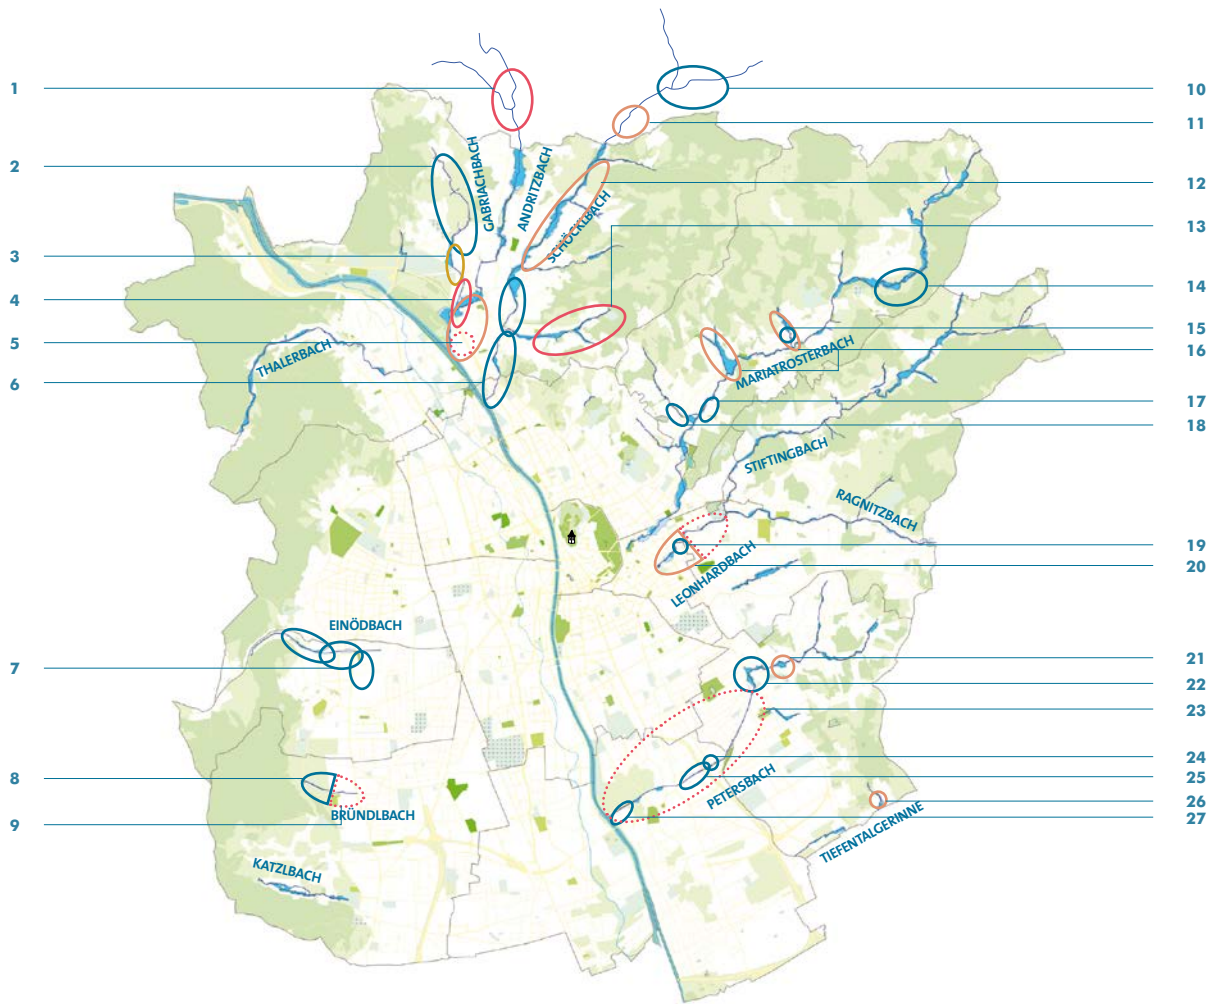 1
10
11
2
12
GABRIACHBACH
ANDRITZBACH
SCHÖCKLBACH
13
3
14
4
15
5
THALERBACH
MARIATROSTERBACH
16
6
17
18
STIFTINGBACH
RAGNITZBACH
19
LEONHARDBACH
20
EINÖDBACH
21
7
22
23
24
8
PETERSBACH
25
26
BRÜNDLBACH
27
9
TIEFENTALGERINNE
KATZLBACH